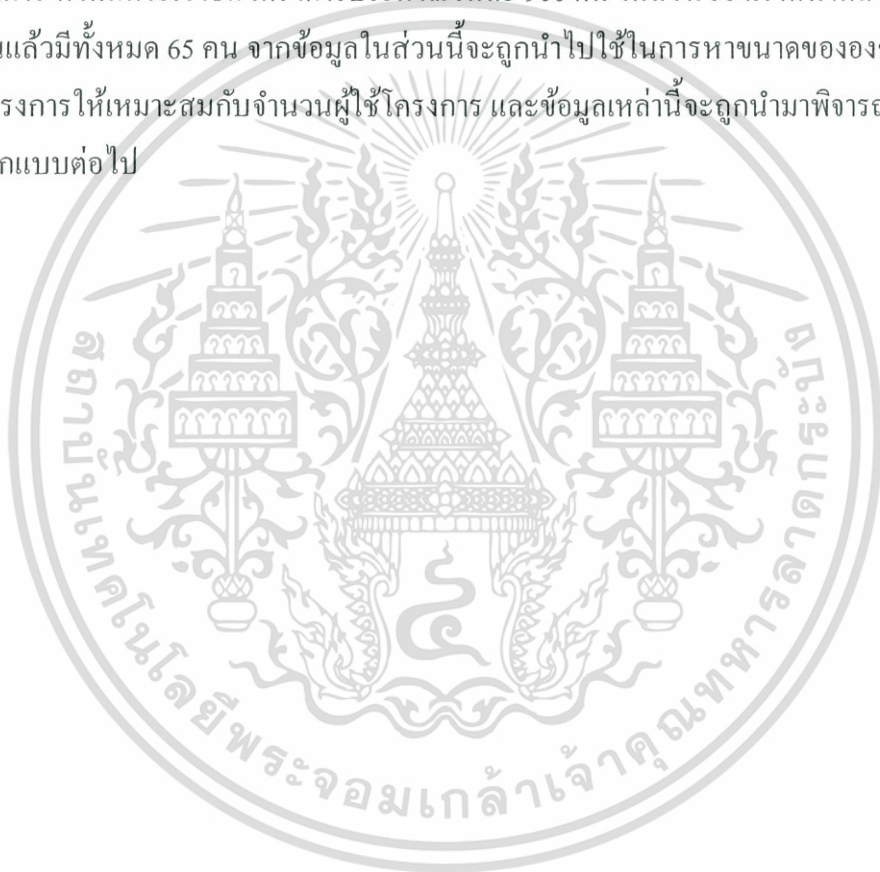 นแล้วมีทั้งหมด 65 คน จากข้อมูลในส่วนนี้จะถูกนำไปใช้ในการหาขนาดขององ
รงการให้เหมาะสมกับจำนวนผู้ใช้โครงการ และข้อมูลเหล่านี้จะถูกนำมาพิจารณ
กแบบต่อไป
สถาบันเทคโนโลยีพระจอมเกล้าเจ้าคุณทหารลาดกระบัง